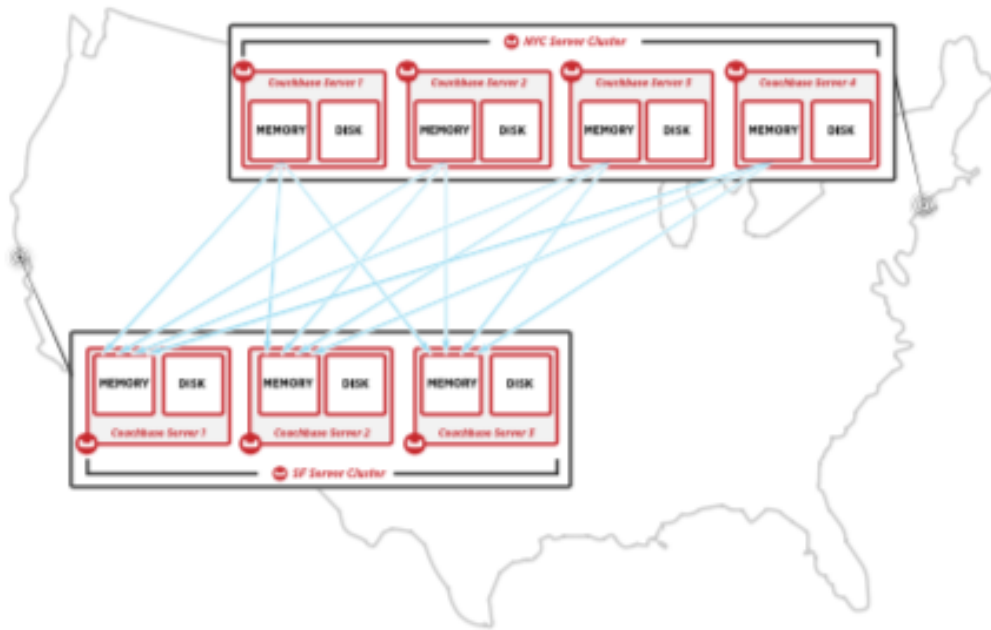 NYC Server Cluster
Couchbase Server 1
Couchbase Server 2
Couchbase Server 3
Couchbase Server 4
MEMORY
DISK
MEMORY
DISK
MEMORY
DISK
MEMORY
DISK
MEMORY
DISK
MEMORY
DISK
MEMORY
DISK
Couchbase Server 1
Couchbase Server 2
Couchbase Server 3
SF Server Cluster